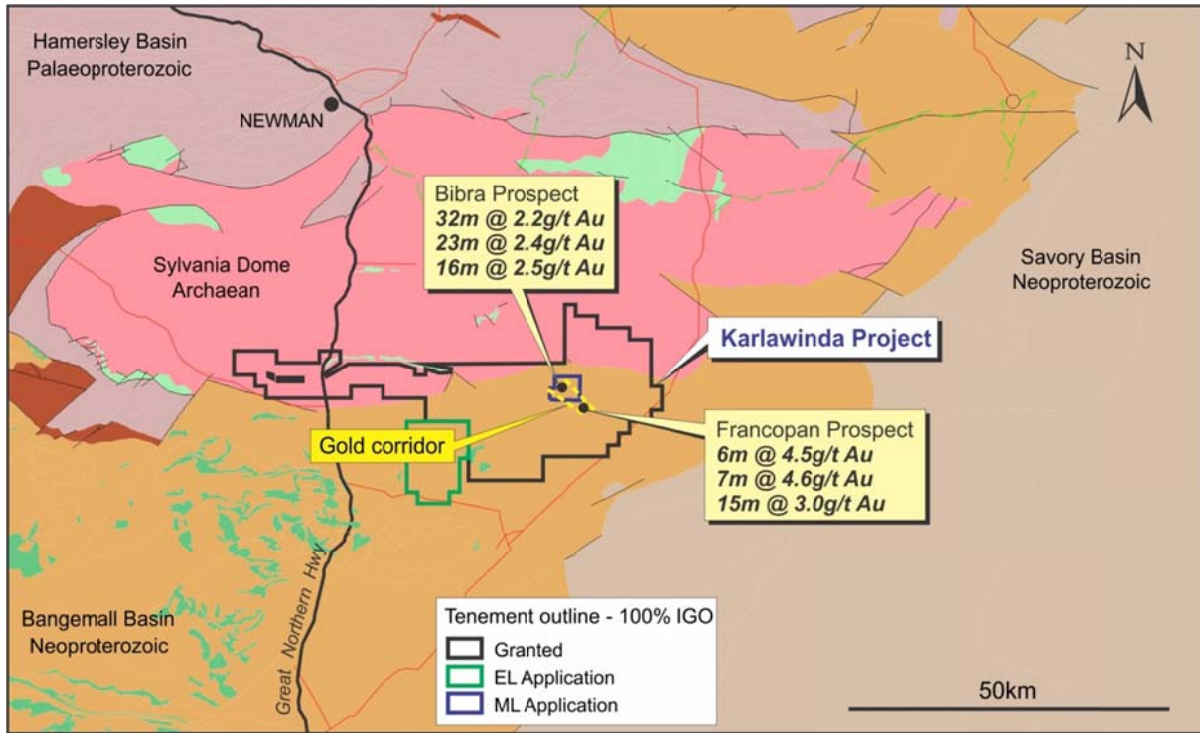 Hamersley Basin
Palaeoproterozoic
N
NEWMAN
Bibra Prospect
32m @ 2.2g/t Au
23m @ 2.4g/t Au
16m @ 2.5g/t Au
Sylvania Dome
Archaean
Savory Basin
Neoproterozoic
Karlawinda Project
Gold corridor
Francopan Prospect
6m @ 4.5g/t Au
7m @ 4.6g/t Au
15m @ 3.0g/t Au
Great Northern Hwy
Bangemall Basin
Neoproterozoic
Tenement outline - 100% IGO
Granted
EL Application
ML Application
50km